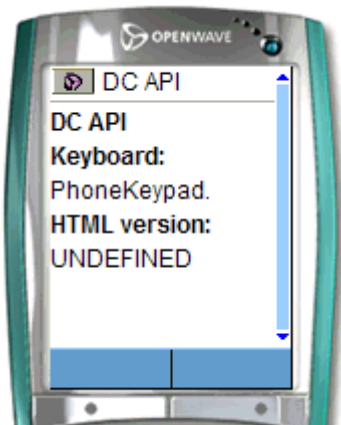 OPENWAVE
DC API
DC API
Keyboard:
PhoneKeypad.
HTML version:
UNDEFINED